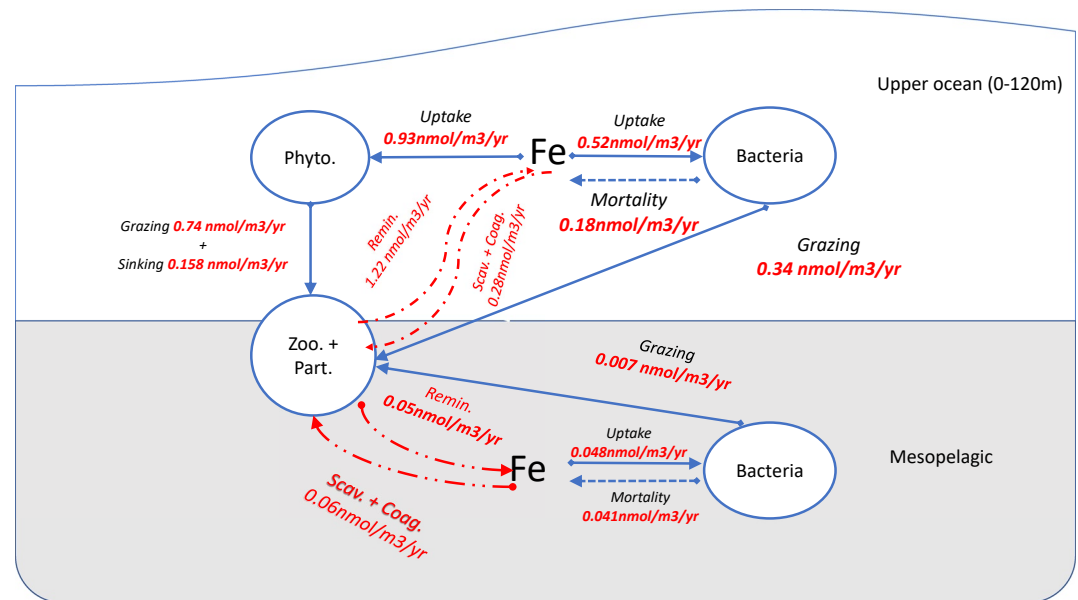 Upper ocean (0-120m)
Uptake
0.93nmol/m3/yr
Uptake
0.52nmol/m3/yr
Phyto.
Fe
Bacteria
Mortality
0.18nmol/m3/yr
Grazing 0.74 nmol/m3/yr
+
Sinking 0.158 nmol/m3/yr
Remin.
1.22 nmol/m3/yr
Scav. + Coag.
0.28nmol/m3/yr
Grazing
0.34 nmol/m3/yr
Zoo. +
Part.
Grazing
0.007 nmol/m3/yr
Remin.
0.05nmol/m3/yr
Scav. + Coag.
0.06nmol/m3/yr
Fe
Uptake
0.048nmol/m3/yr
Mortality
0.041nmol/m3/yr
Bacteria
Mesopelagic